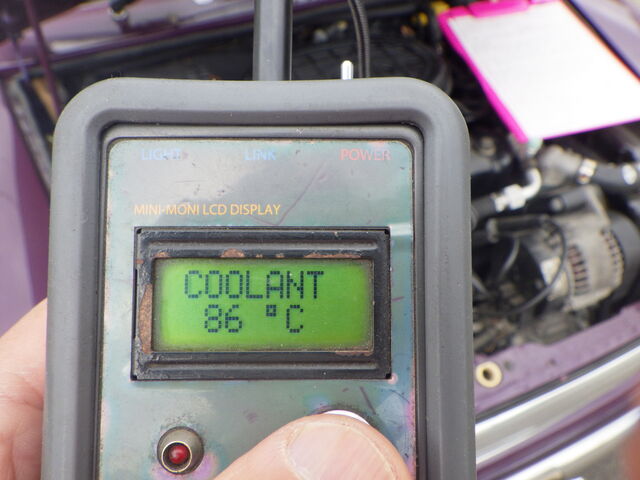 LIGHT LINK POWER
MINI-MONI LCD DISPLAY
COOLANT
86 °C